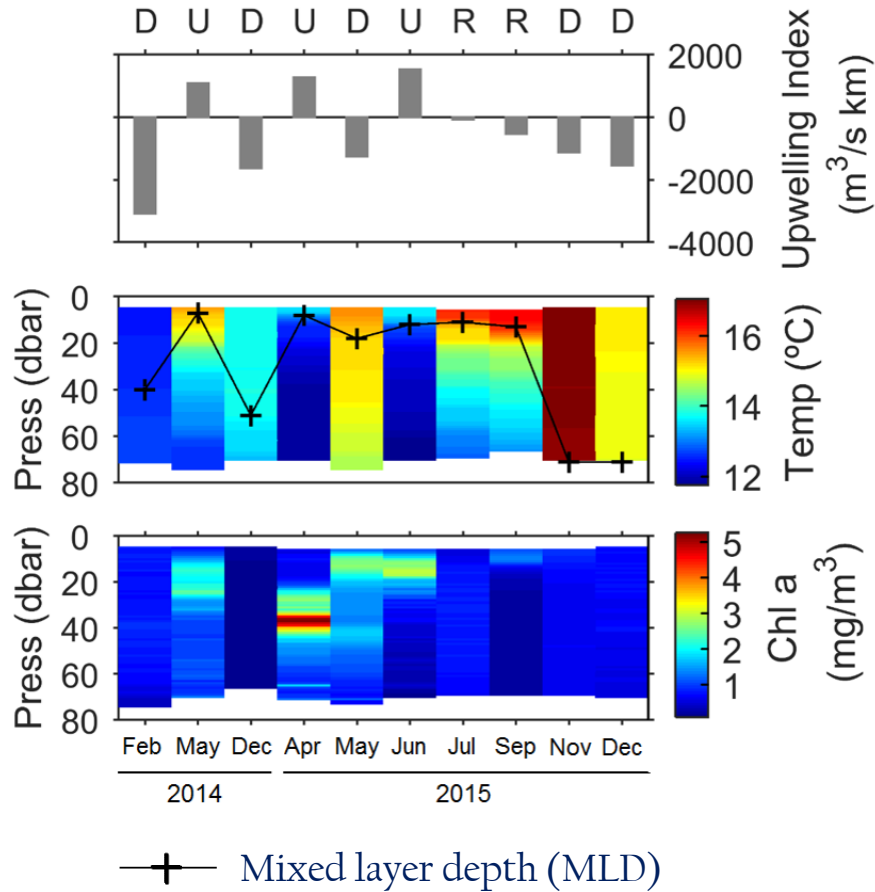 D U D U D U R R D D
2000
0
-2000
-4000
Upwelling Index
(m³/s km)
0
20
40
60
80
Press (dbar)
16
14
12
Temp (ºC)
0
20
40
60
80
Press (dbar)
5
4
3
2
1
Chl a
(mg/m³)
Feb May Dec Apr May Jun Jul Sep Nov Dec
2014 2015
Mixed layer depth (MLD)